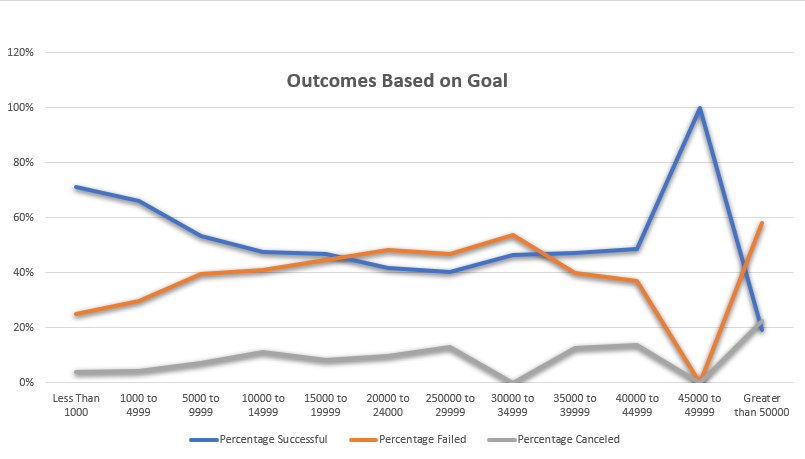 Outcomes Based on Goal
120%
100%
80%
60%
40%
20%
0%
Less Than 1000
1000 to 4999
5000 to 9999
10000 to 14999
15000 to 19999
20000 to 24000
250000 to 29999
30000 to 34999
35000 to 39999
40000 to 44999
45000 to 49999
Greater than 50000
Percentage Successful
Percentage Failed
Percentage Canceled